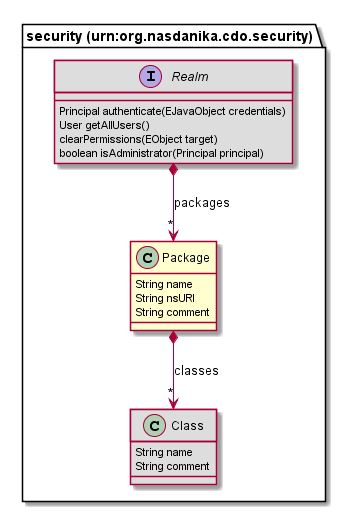 security (urn:org.nasdanika.cdo.security)
I Realm
Principal authenticate(EJavaObject credentials)
User getAllUsers()
clearPermissions(EObject target)
boolean isAdministrator(Principal principal)
packages
*
C Package
String name
String nsURI
String comment
classes
*
C Class
String name
String comment